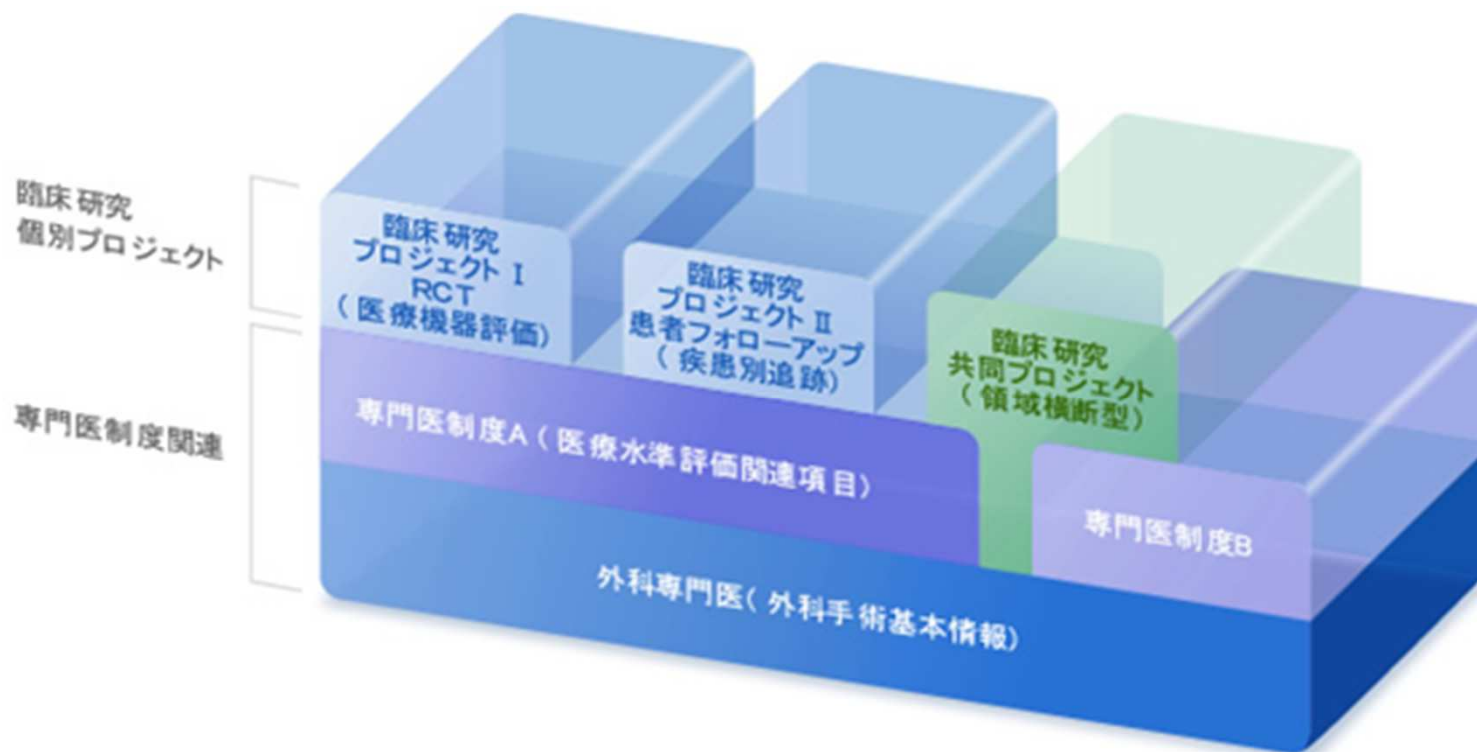 臨床研究
個別プロジェクト
専門医制度関連
臨床研究
プロジェクト Ⅰ
RCT
(医療機器評価)
臨床研究
プロジェクト Ⅱ
患者フォローアップ
(疾患別追跡)
臨床研究
共同プロジェクト
(領域横断型)
専門医制度A(医療水準評価関連項目)
専門医制度B
外科専門医(外科手術基本情報)